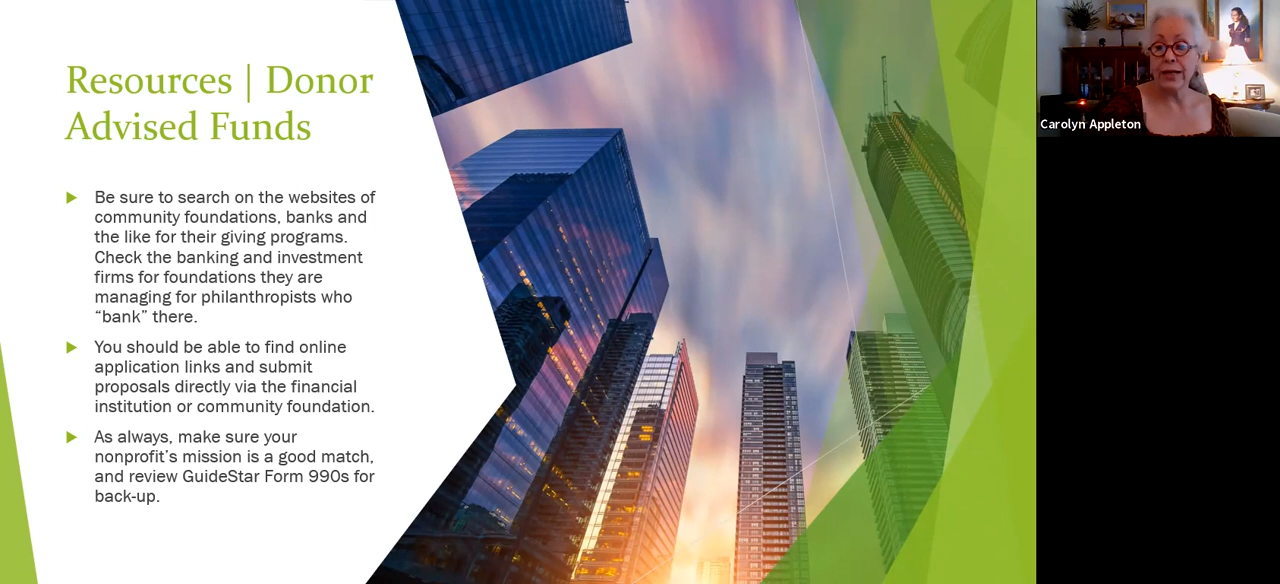 Resources | Donor
Advised Funds
Be sure to search on the websites of
community foundations, banks and
the like for their giving programs.
Check the banking and investment
firms for foundations they are
managing for philanthropists who
“bank” there.
You should be able to find online
application links and submit
proposals directly via the financial
institution or community foundation.
As always, make sure your
nonprofit’s mission is a good match,
and review GuideStar Form 990s for
back-up.
Carolyn Appleton